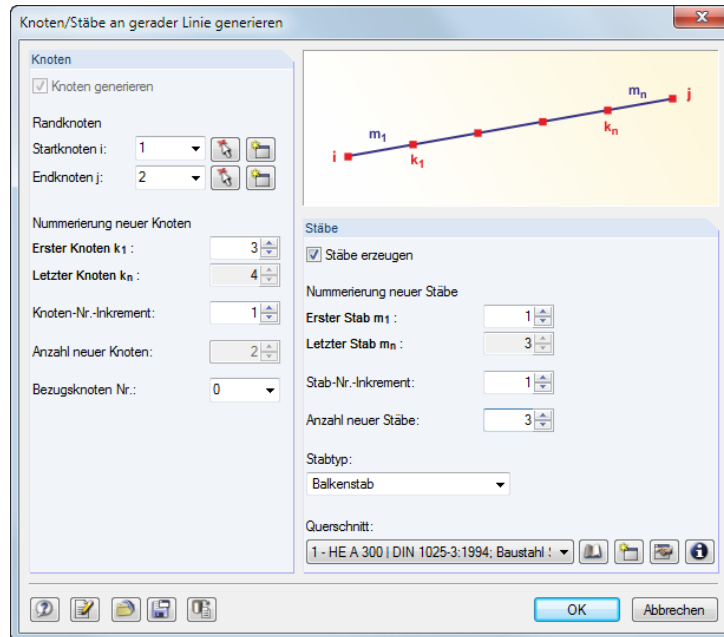 Knoten/Stäbe an gerader Linie generieren
Knoten
Knoten generieren
Randknoten
Startknoten i: 1
Endknoten j: 2
Nummerierung neuer Knoten
Erster Knoten k1 : 3
Letzter Knoten kn : 4
Knoten-Nr.-Inkrement: 1
Anzahl neuer Knoten: 2
Bezugsknoten Nr.: 0
i
m1
k1
mn
kn
j
Stäbe
Stäbe erzeugen
Nummerierung neuer Stäbe
Erster Stab m1 : 1
Letzter Stab mn : 3
Stab-Nr.-Inkrement: 1
Anzahl neuer Stäbe: 3
Stabtyp:
Balkenstab
Querschnitt:
1 - HE A 300 | DIN 1025-3:1994; Baustahl
OK
Abbrechen